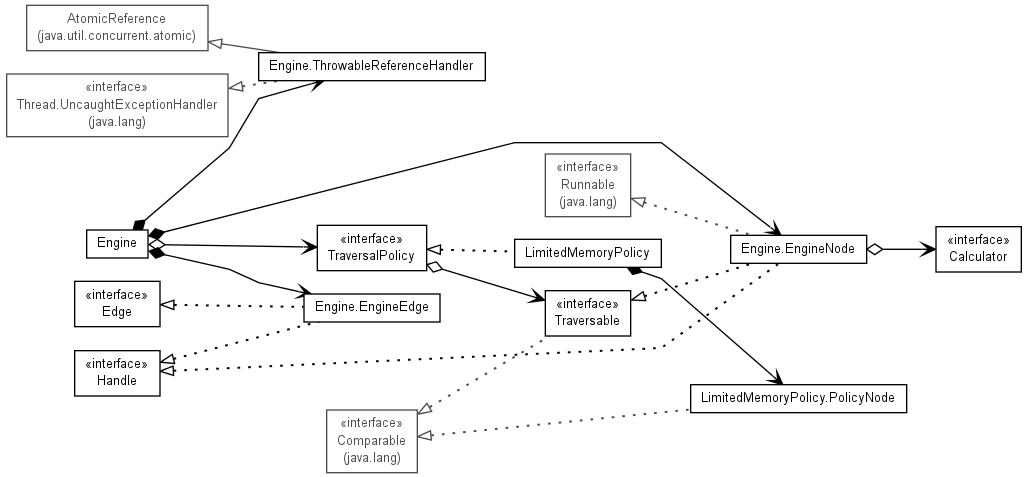 AtomicReference
(java.util.concurrent.atomic)
Engine.ThrowableReferenceHandler
«interface»
Thread.UncaughtExceptionHandler
(java.lang)
«interface»
Runnable
(java.lang)
Engine
«interface»
TraversalPolicy
LimitedMemoryPolicy
Engine.EngineNode
«interface»
Calculator
«interface»
Edge
Engine.EngineEdge
«interface»
Traversable
«interface»
Handle
LimitedMemoryPolicy.PolicyNode
«interface»
Comparable
(java.lang)